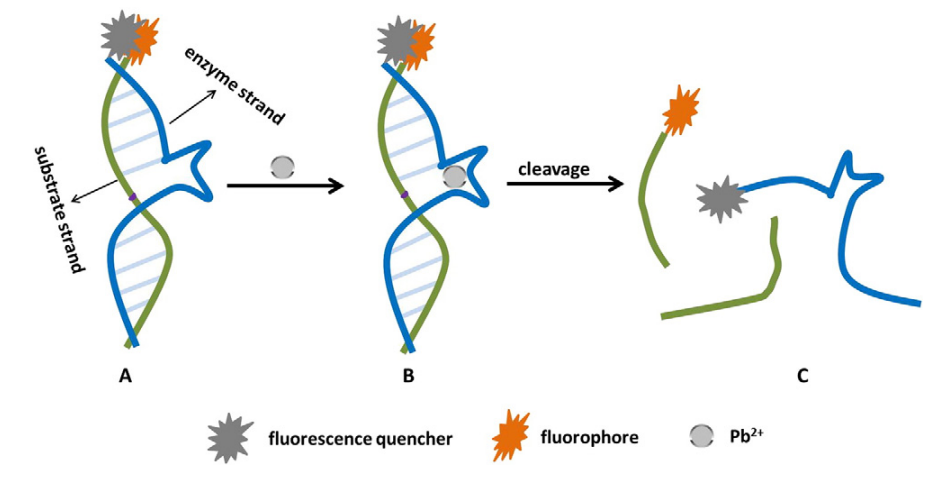 enzyme strand
substrate strand
cleavage
A
B
C
fluorescence quencher
fluorophore
Pb²⁺